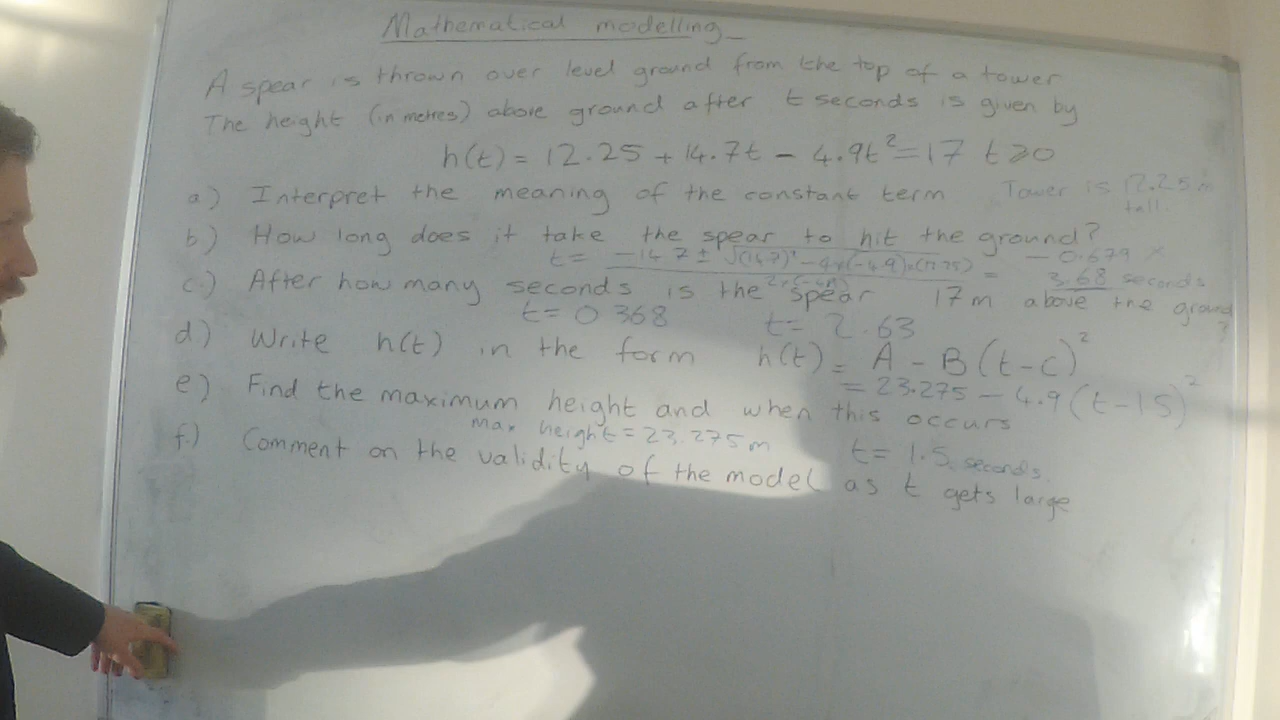 Mathematical modelling
A spear is thrown over level ground from the top of a tower
The height (in metres) above ground after t seconds is given by
h(t) = 12.25 + 14.7t - 4.9t² = 17 t ≥ 0
a) Interpret the meaning of the constant term Tower is 12.25m
tall.
b) How long does it take the spear to hit the ground?
t = -14.7 ± √(14.7)² - 4×(-4.9)×(12.25) = -0.679 ×
2×(-4.9) 3.68 seconds
c.) After how many seconds is the spear 17m above the ground
?
t = 0.368 t = 2.63
d) Write h(t) in the form h(t) = A - B(t-c)²
= 23.275 - 4.9(t-1.5)²
e) Find the maximum height and when this occurs
max height = 23.275m t = 1.5 seconds.
f.) Comment on the validity of the model as t gets large